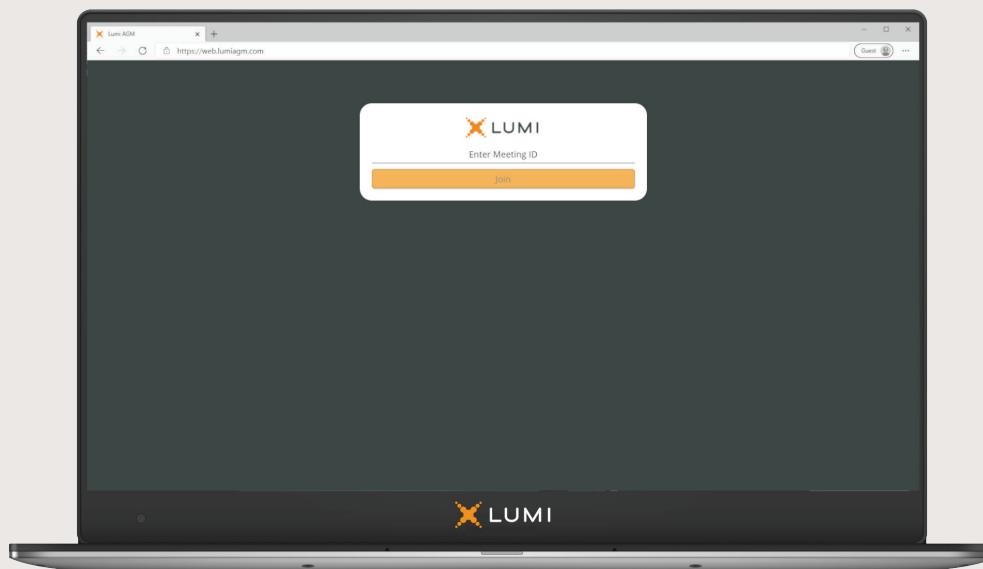 Lumi AGM
https://web.lumiagm.com
Guest
LUMI
Enter Meeting ID
Join
LUMI